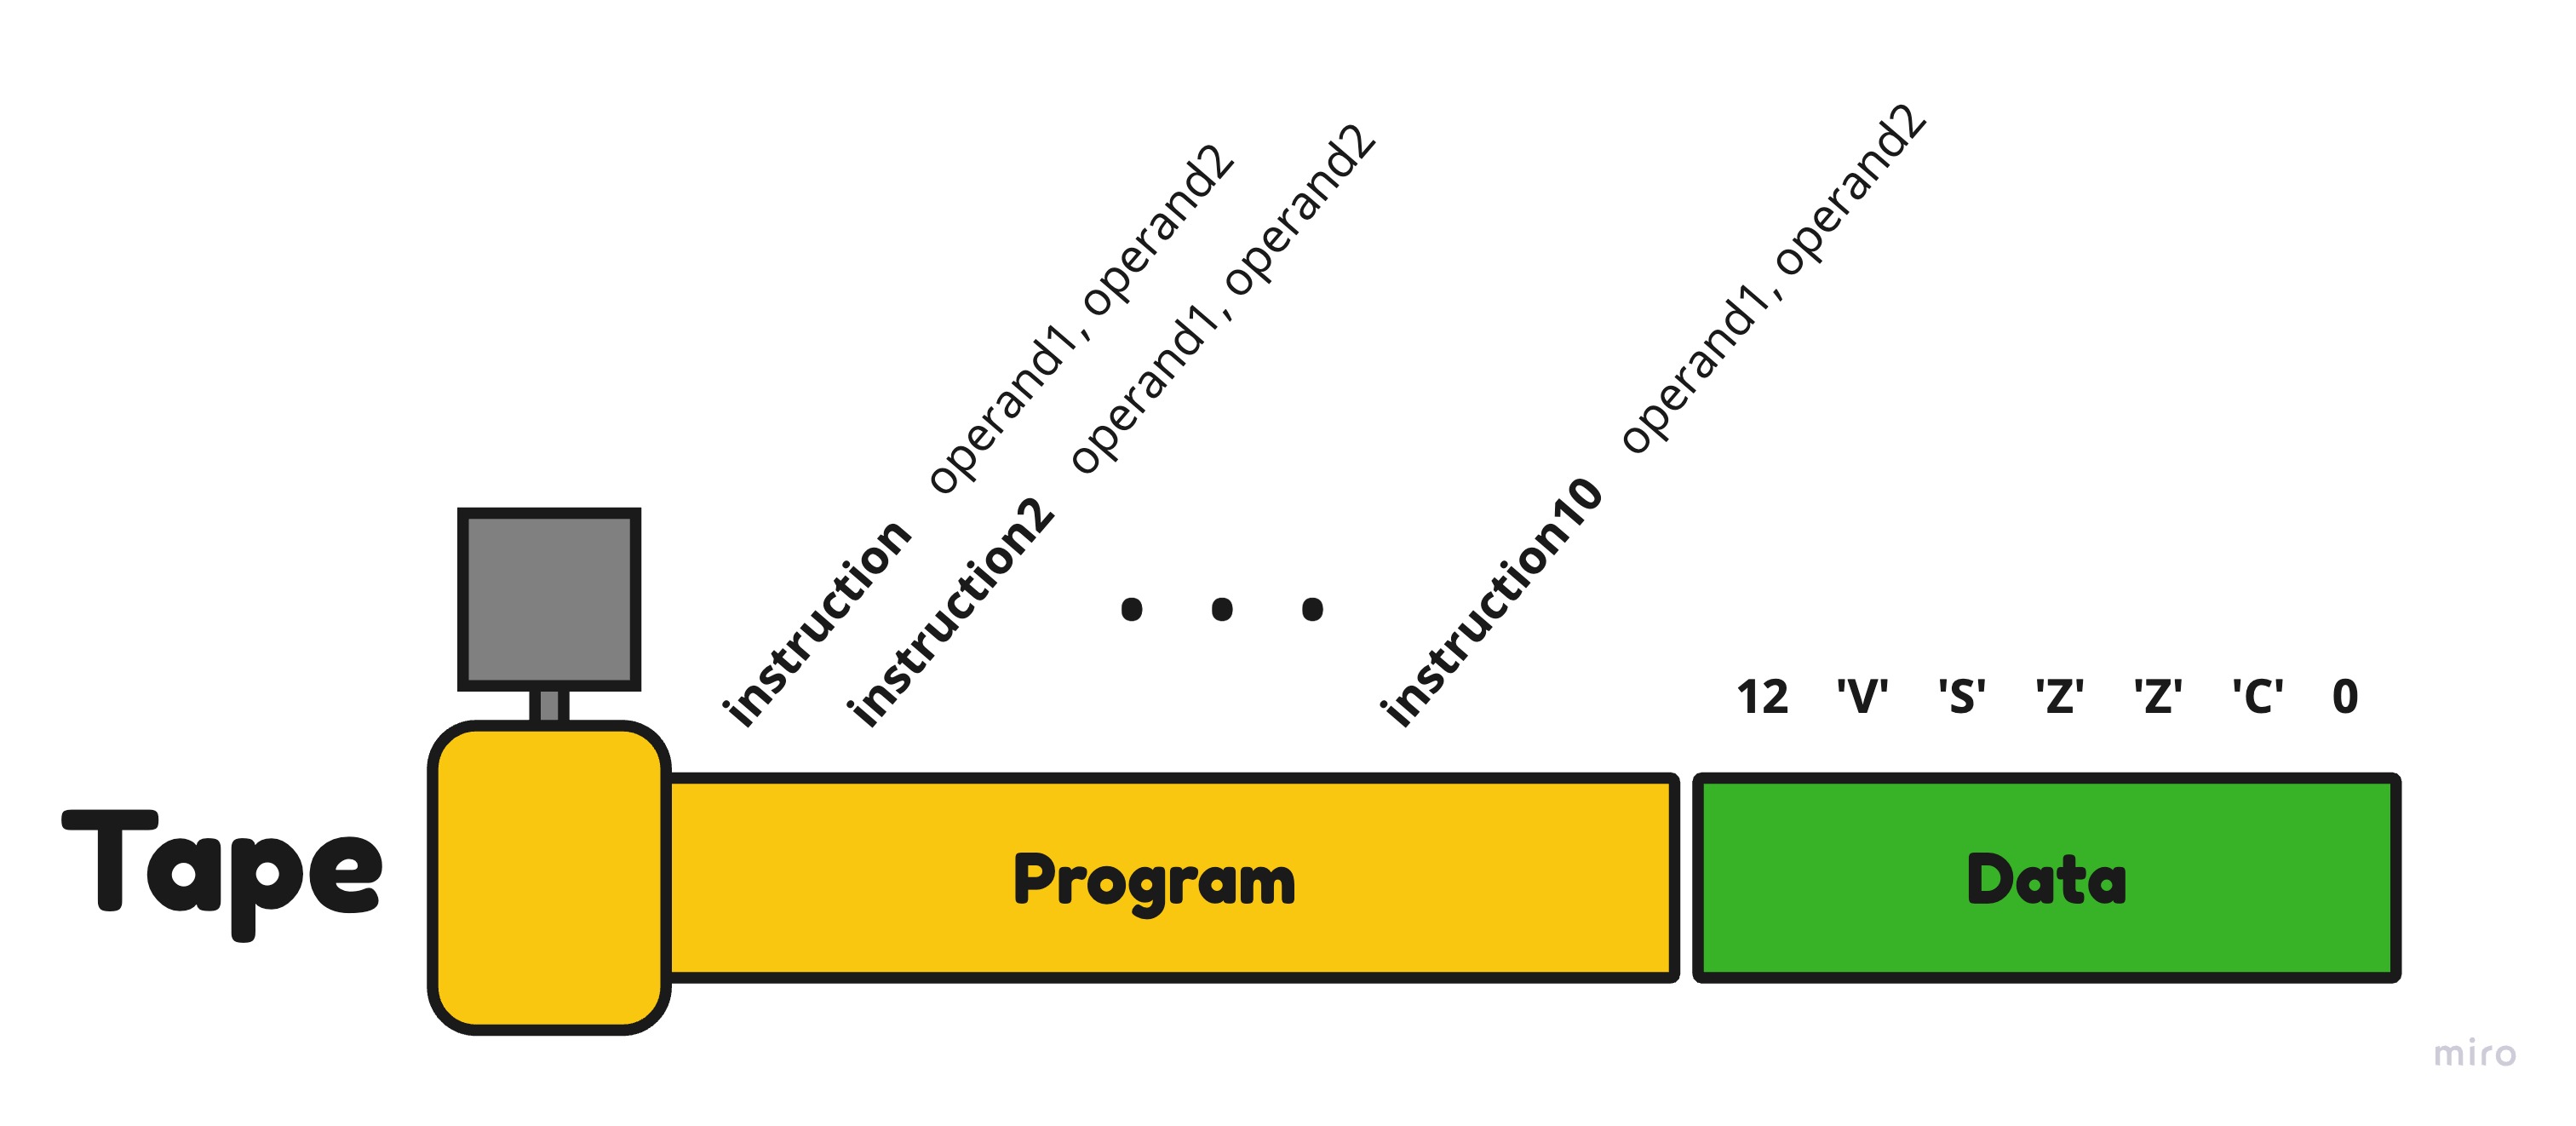 instruction operand1, operand2
instruction2 operand1, operand2
. . .
instruction10 operand1, operand2
12 'V' 'S' 'Z' 'Z' 'C' 0
Tape
Program
Data
miro